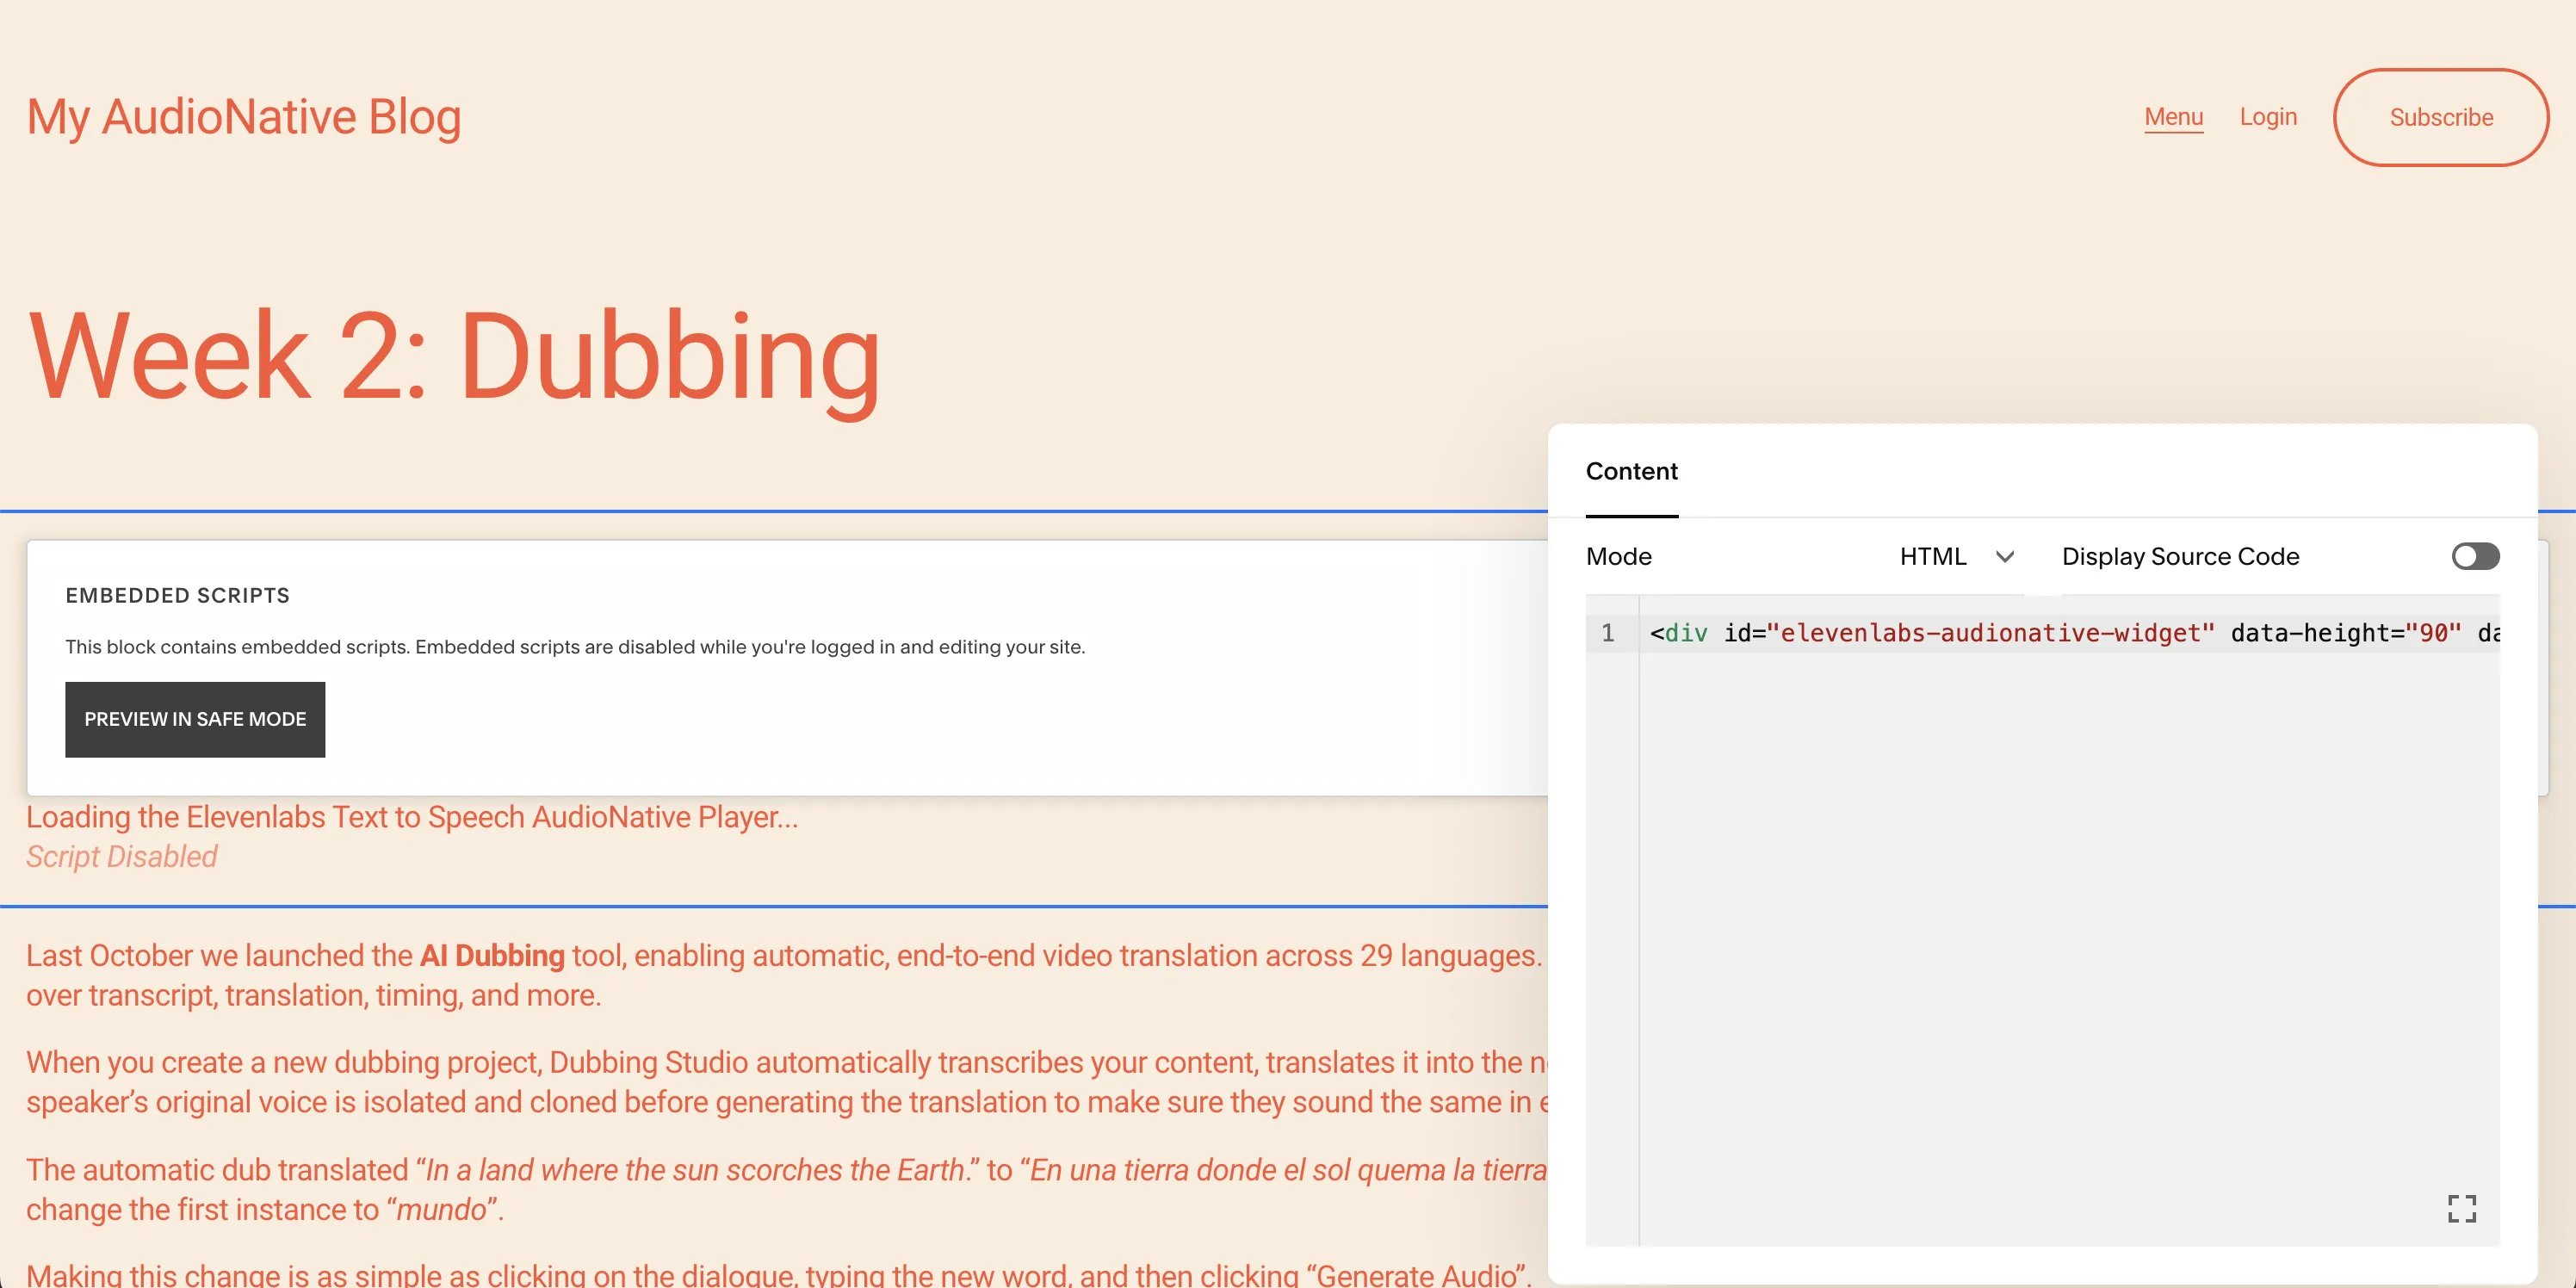 My AudioNative Blog
Menu Login Subscribe
Week 2: Dubbing
EMBEDDED SCRIPTS
This block contains embedded scripts. Embedded scripts are disabled while you're logged in and editing your site.
PREVIEW IN SAFE MODE
Loading the Elevenlabs Text to Speech AudioNative Player...
Script Disabled
Last October we launched the AI Dubbing tool, enabling automatic, end-to-end video translation across 29 languages.
over transcript, translation, timing, and more.
When you create a new dubbing project, Dubbing Studio automatically transcribes your content, translates it into the
speaker’s original voice is isolated and cloned before generating the translation to make sure they sound the same in
The automatic dub translated “In a land where the sun scorches the Earth.” to “En una tierra donde el sol quema la tierra
change the first instance to “mundo”.
Making this change is as simple as clicking on the dialogue, typing the new word, and then clicking “Generate Audio”.
Content
Mode HTML Display Source Code
1 <div id="elevenlabs-audionative-widget" data-height="90"